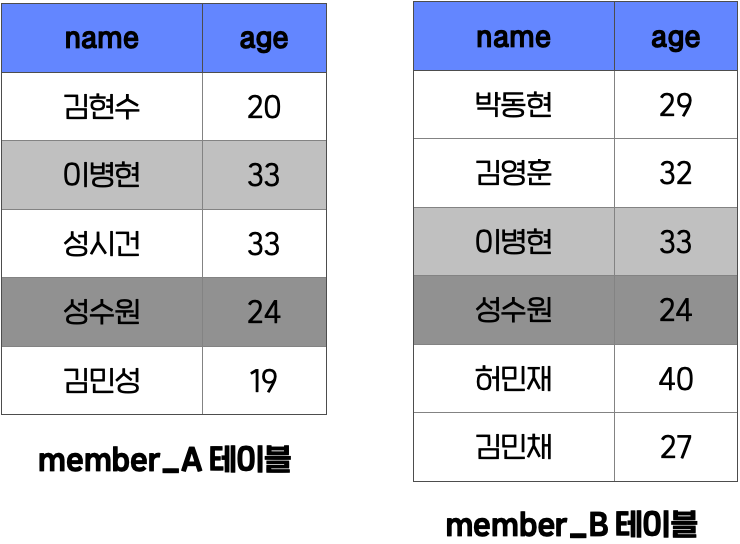 name age
김현수 20
이병현 33
성시건 33
성수원 24
김민성 19
member_A 테이블
name age
박동현 29
김영훈 32
이병현 33
성수원 24
허민재 40
김민채 27
member_B 테이블